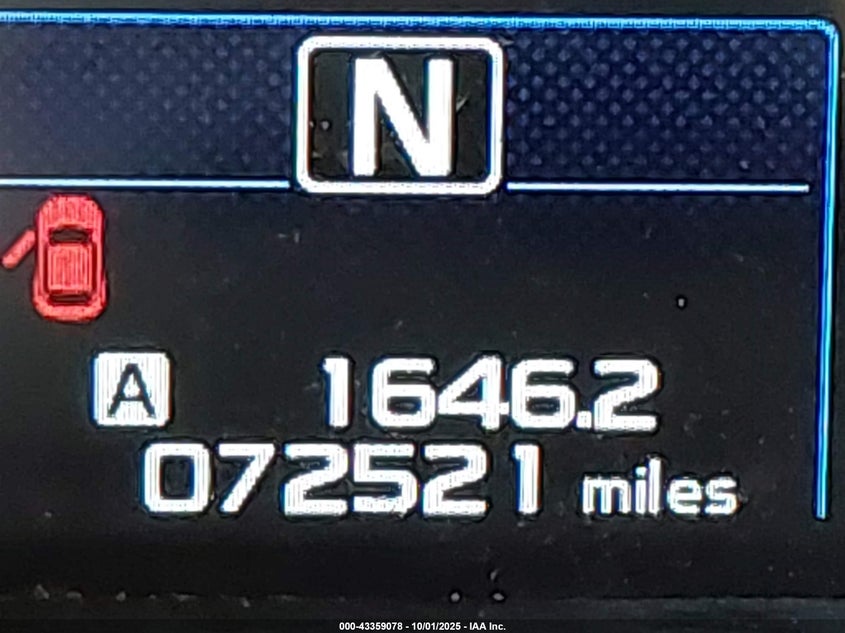 N
A 1646.2
072521 miles
000-43359078 - 10/01/2025 - IAA Inc.